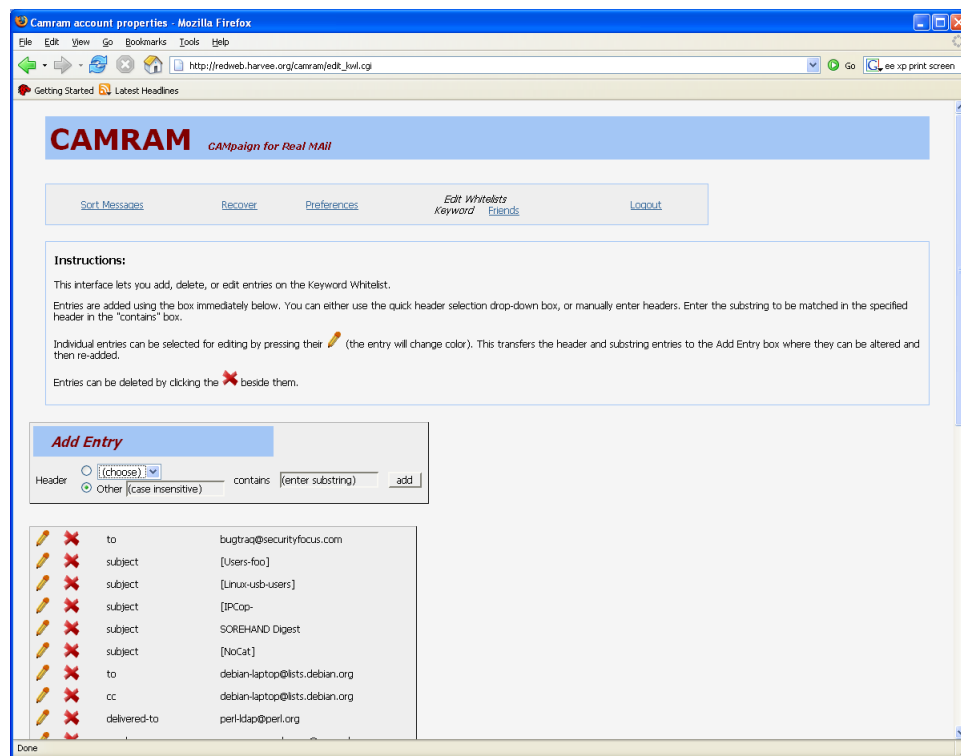 Camram account properties - Mozilla Firefox
File Edit View Go Bookmarks Tools Help
http://redweb.harvee.org/camram/edit_kwl.cgi Go ee xp print screen
Getting Started Latest Headlines
CAMRAM CAMpaign for Real MAil
Sort Messages Recover Preferences Edit Whitelists Keyword Friends Logout
Instructions:
This interface lets you add, delete, or edit entries on the Keyword Whitelist.
Entries are added using the box immediately below. You can either use the quick header selection drop-down box, or manually enter headers. Enter the substring to be matched in the specified
header in the "contains" box.
Individual entries can be selected for editing by pressing their (the entry will change color). This transfers the header and substring entries to the Add Entry box where they can be altered and
then re-added.
Entries can be deleted by clicking the beside them.
Add Entry
Header (choose) contains (enter substring) add
Other (case insensitive)
to bugtraq@securityfocus.com
subject [Users-foo]
subject [Linux-usb-users]
subject [IPCop-
subject SOREHAND Digest
subject [NoCat]
to debian-laptop@lists.debian.org
cc debian-laptop@lists.debian.org
delivered-to perl-ldap@perl.org
Done